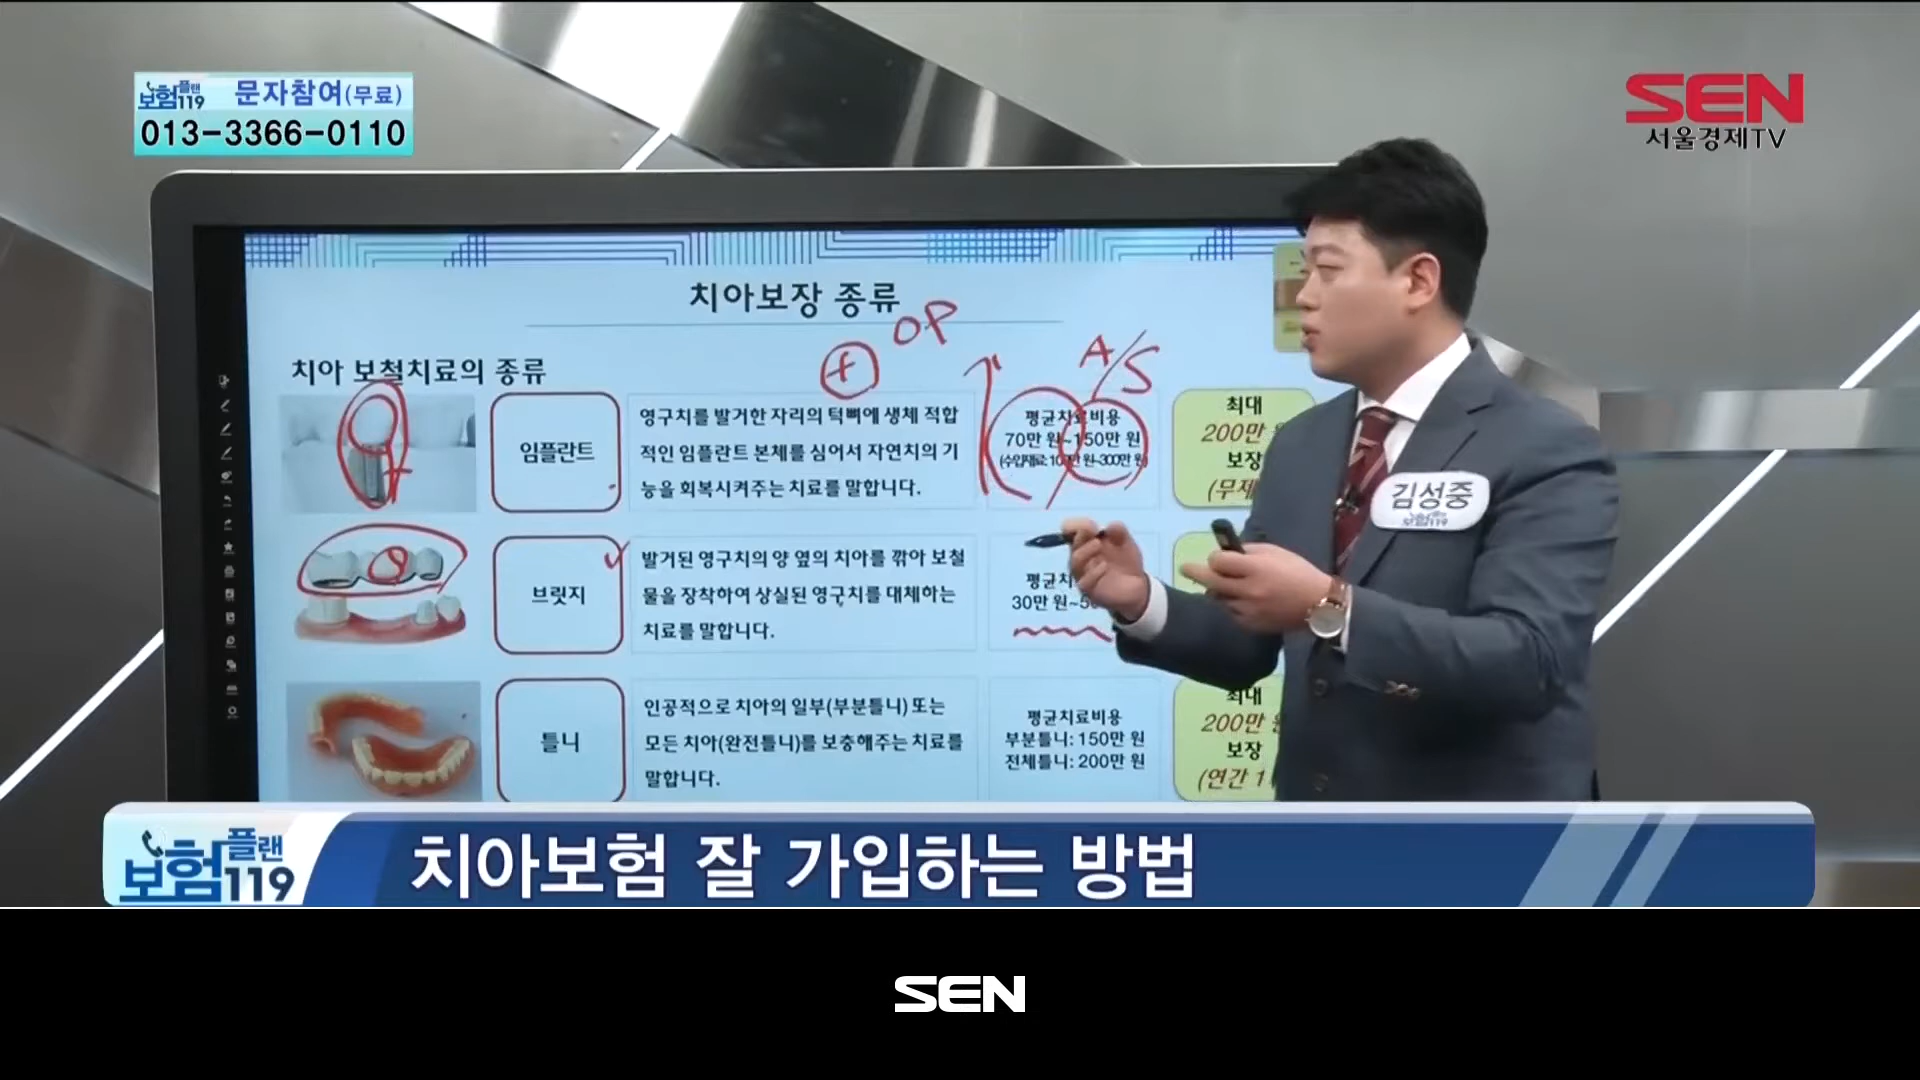 보험플랜119 문자참여(무료)
013-3366-0110
SEN
서울경제TV
치아보장 종류
OP
A/S
치아 보철치료의 종류
임플란트
영구치를 발거한 자리의 턱뼈에 생체 적합
적인 임플란트 본체를 심어서 자연치의 기
능을 회복시켜주는 치료를 말합니다.
평균치료비용
70만 원~150만 원
최대
200만
보장
브릿지
발거된 영구치의 양 옆의 치아를 깎아 보철
물을 장착하여 상실된 영구치를 대체하는
치료를 말합니다.
30만 원~
틀니
인공적으로 치아의 일부(부분틀니) 또는
모든 치아(완전틀니)를 보충해주는 치료를
말합니다.
평균치료비용
부분틀니: 150만 원
전체틀니: 200만 원
최대
200만
보장
(연간 1
김성중
보험플랜119
보험플랜119
치아보험 잘 가입하는 방법
SEN